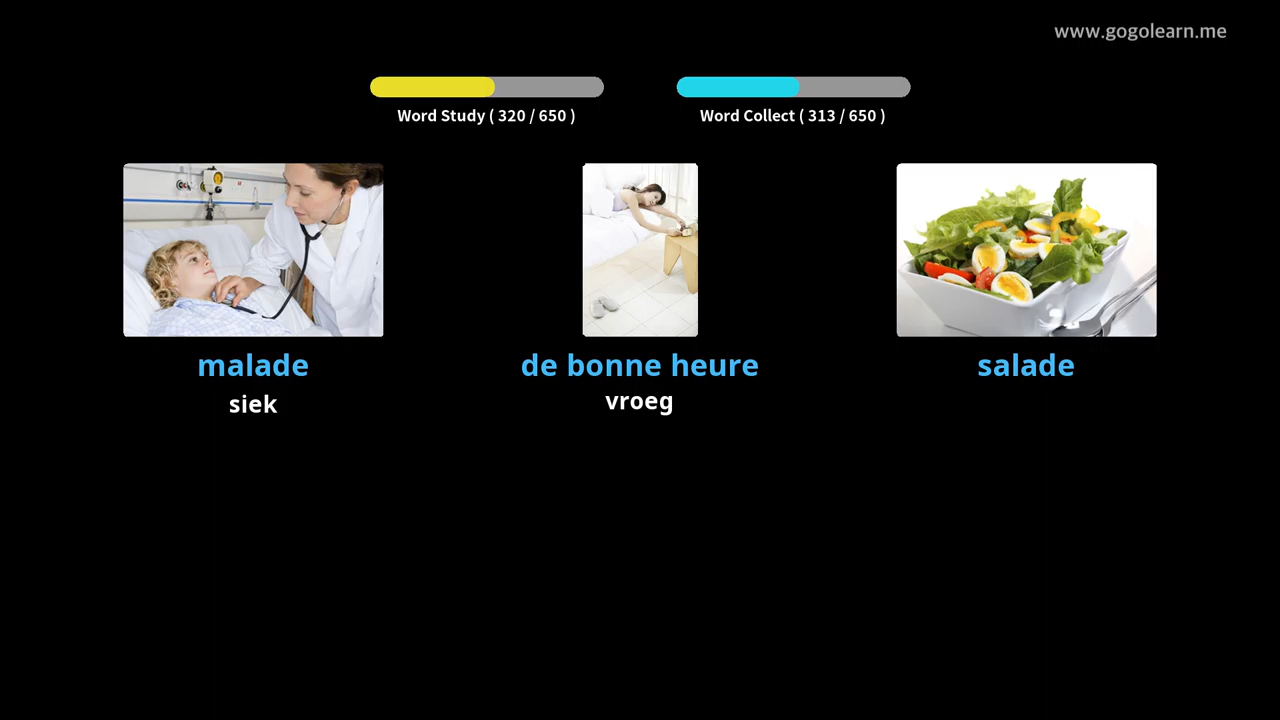 www.gogolearn.me
Word Study ( 320 / 650 )
Word Collect ( 313 / 650 )
malade
de bonne heure
salade
siek
vroeg